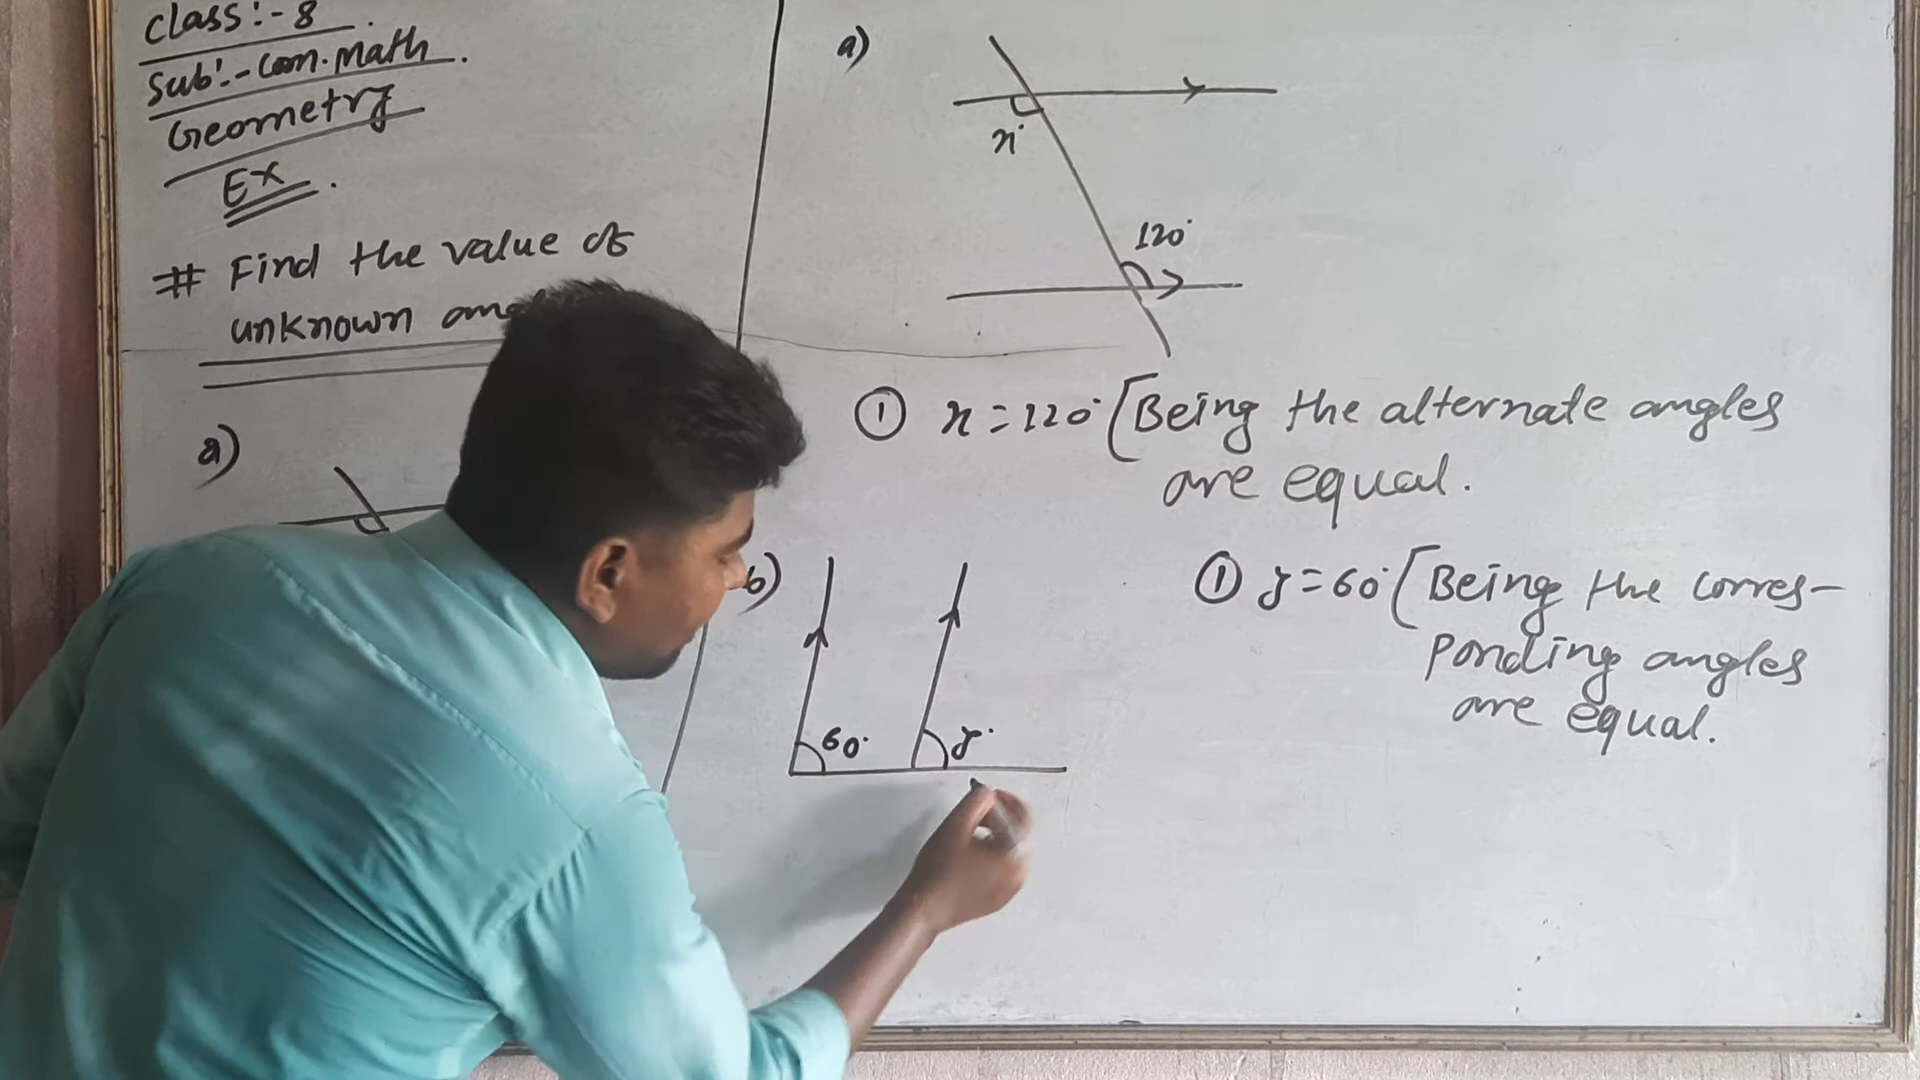 Class:- 8
Sub:- Com. Math
Geometry
Ex
# Find the value of
unknown
a)
a)
x°
120°
① x = 120° [Being the alternate angles
are equal.
b)
60°
y°
① y = 60° [Being the corres-
ponding angles
are equal.